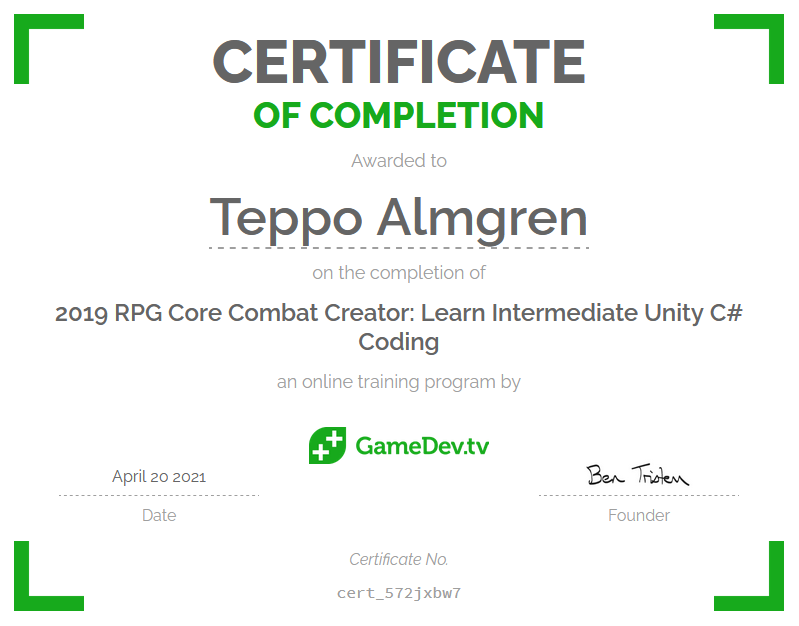 CERTIFICATE
OF COMPLETION
Awarded to
Teppo Almgren
on the completion of
2019 RPG Core Combat Creator: Learn Intermediate Unity C#
Coding
an online training program by
GameDev.tv
April 20 2021
Date
Ben Tristem
Founder
Certificate No.
cert_572jxbw7